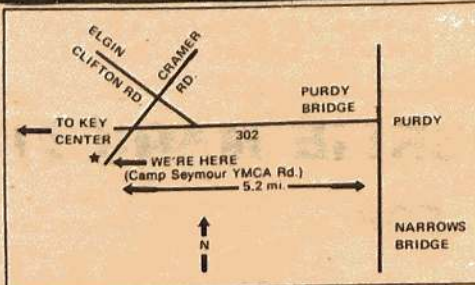 ELGIN
CLIFTON RD.
CRAMER
RD.
PURDY
BRIDGE
PURDY
TO KEY
CENTER
302
WE'RE HERE
(Camp Seymour YMCA Rd.)
5.2 mi.
N
NARROWS
BRIDGE